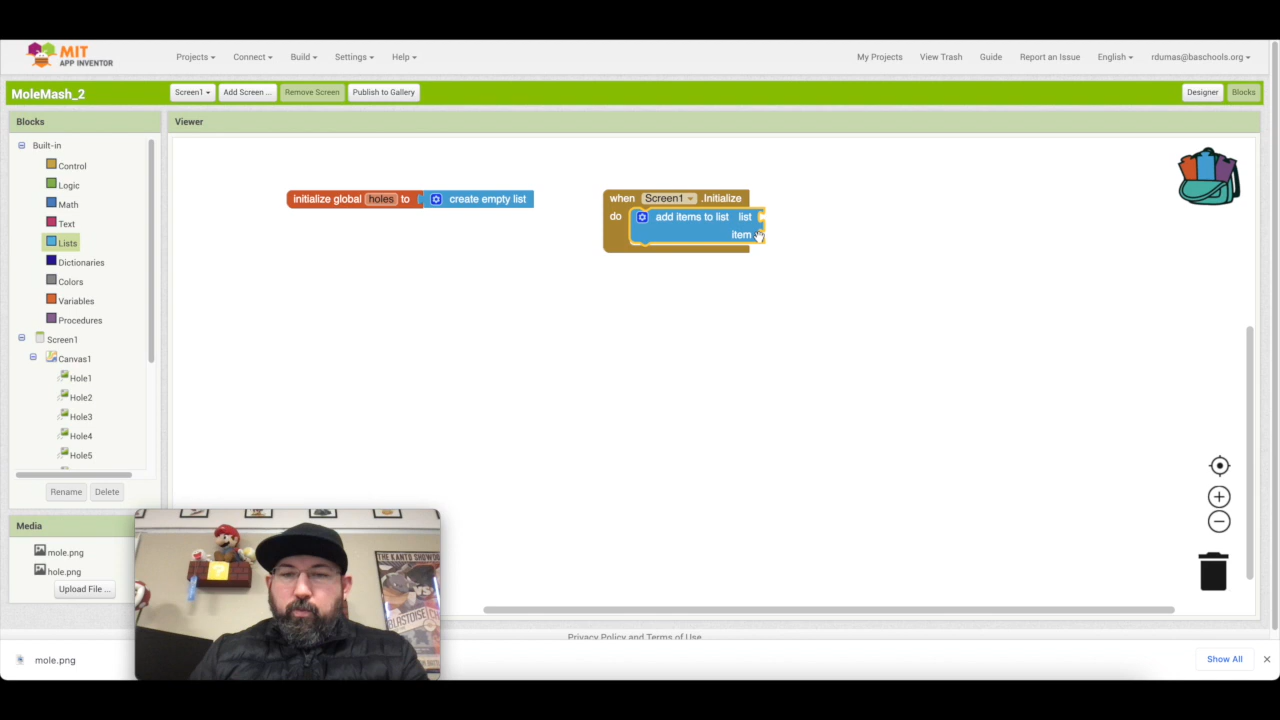 MIT
APP INVENTOR
Projects Connect Build Settings Help
My Projects View Trash Guide Report an Issue English rdumas@baschools.org
MoleMash_2
Screen1 Add Screen ... Remove Screen Publish to Gallery
Designer Blocks
Blocks
Viewer
Built-in
Control
Logic
Math
Text
Lists
Dictionaries
Colors
Variables
Procedures
Screen1
Canvas1
Hole1
Hole2
Hole3
Hole4
Hole5
Rename Delete
Media
mole.png
hole.png
Upload File ...
initialize global holes to create empty list
when Screen1 .Initialize
do add items to list list
item
THE KANTO SHOWDOWN
BLASTOISE
Privacy Policy and Terms of Use
mole.png
Show All